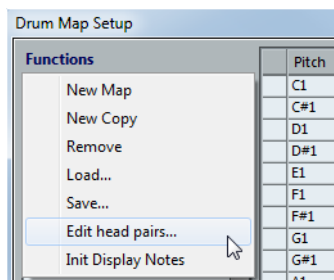 Drum Map Setup
Functions
New Map
New Copy
Remove
Load...
Save...
Edit head pairs...
Init Display Notes
Pitch
C1
C#1
D1
D#1
E1
F1
F#1
G1
G#1
A1